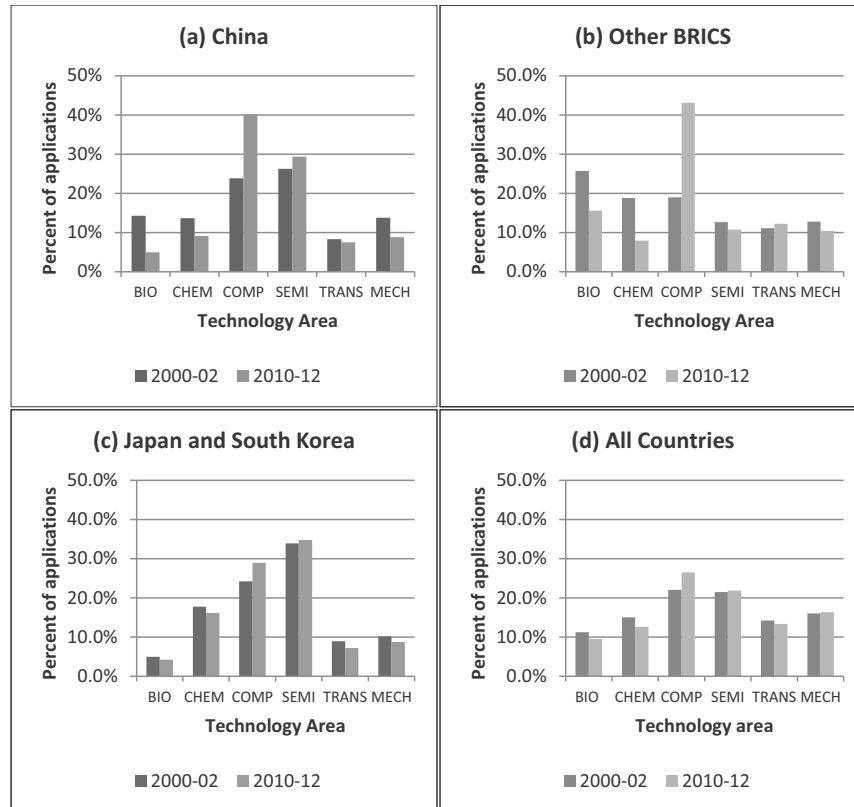 (a) China
Percent of applications
50%
40%
30%
20%
10%
0%
BIO CHEM COMP SEMI TRANS MECH
Technology Area
2000-02 2010-12
(b) Other BRICS
Percent of applications
50.0%
40.0%
30.0%
20.0%
10.0%
0.0%
BIO CHEM COMP SEMI TRANS MECH
Technology Area
2000-02 2010-12
(c) Japan and South Korea
Percent of applications
50.0%
40.0%
30.0%
20.0%
10.0%
0.0%
BIO CHEM COMP SEMI TRANS MECH
Technology Area
2000-02 2010-12
(d) All Countries
Percent of applications
50.0%
40.0%
30.0%
20.0%
10.0%
0.0%
BIO CHEM COMP SEMI TRANS MECH
Technology area
2000-02 2010-12